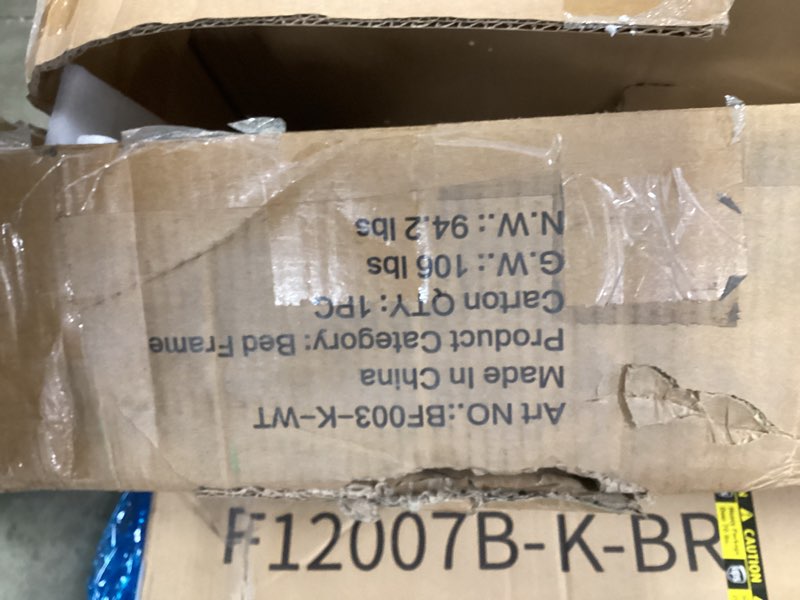 Art NO.:BF003-K-WT
Made In China
Product Category: Bed Frame
Carton QTY: 1PC
G.W.: 106 lbs
N.W.: 94.2 lbs
F12007B-K-BR
CAUTION